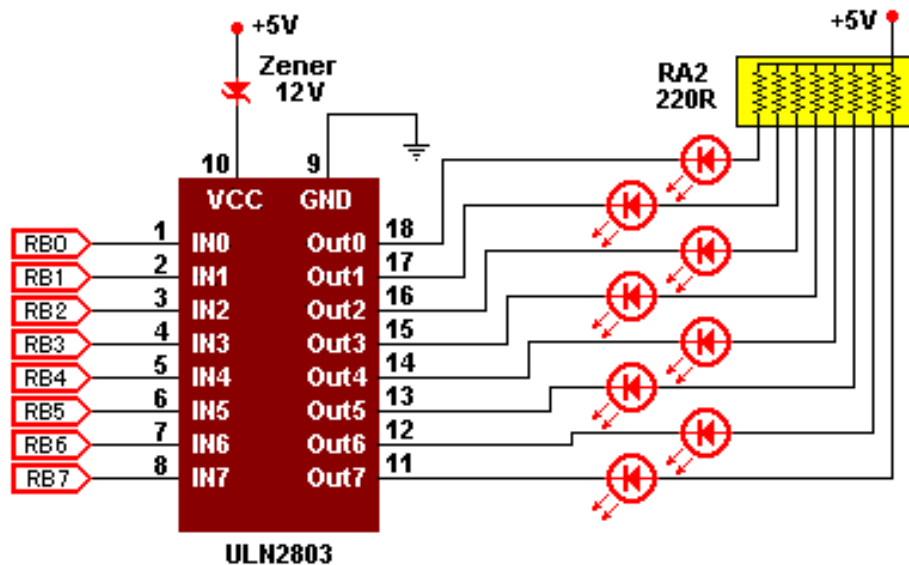 +5V
+5V
Zener
12V
RA2
220R
10
9
VCC GND
RB0 1 IN0 Out0 18
RB1 2 IN1 Out1 17
RB2 3 IN2 Out2 16
RB3 4 IN3 Out3 15
RB4 5 IN4 Out4 14
RB5 6 IN5 Out5 13
RB6 7 IN6 Out6 12
RB7 8 IN7 Out7 11
ULN2803